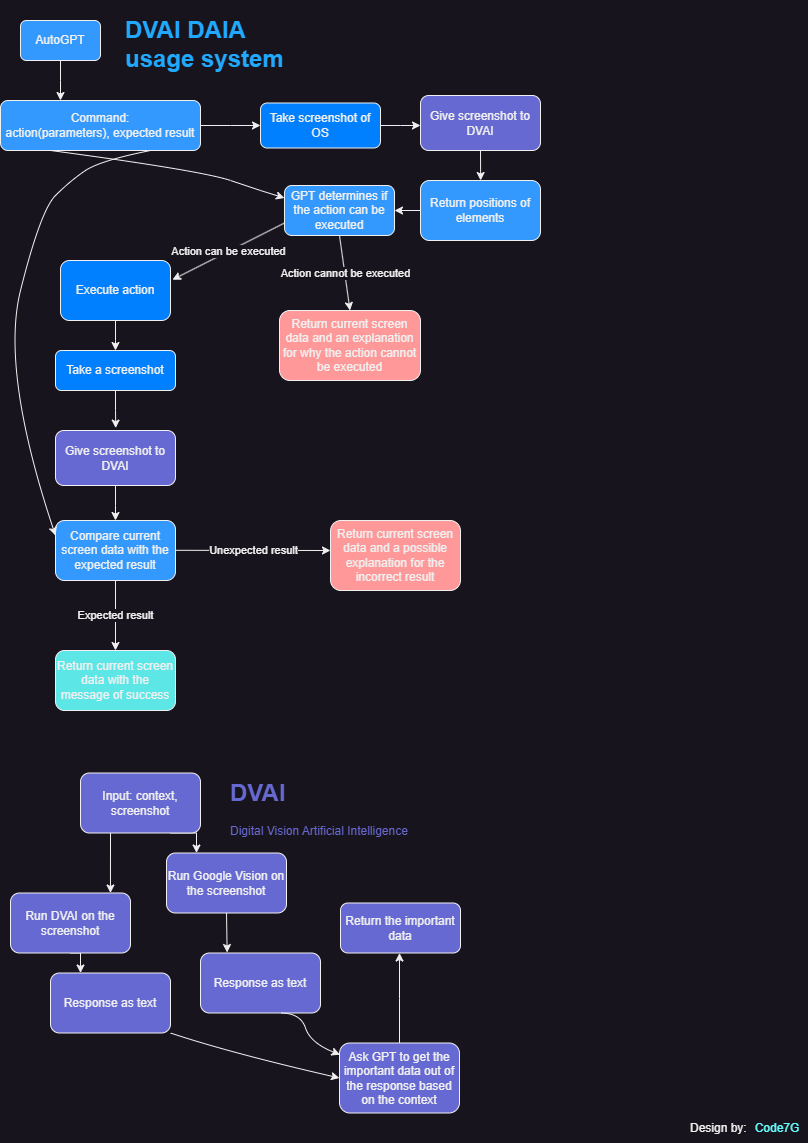 DVAI DAIA
usage system
AutoGPT
Command:
action(parameters), expected result
Take screenshot of
OS
Give screenshot to
DVAI
GPT determines if
the action can be
executed
Return positions of
elements
Action can be executed
Action cannot be executed
Execute action
Return current screen
data and an explanation
for why the action cannot
be executed
Take a screenshot
Give screenshot to
DVAI
Compare current
screen data with the
expected result
Unexpected result
Return current screen
data and a possible
explanation for the
incorrect result
Expected result
Return current screen
data with the
message of success
Input: context,
screenshot
DVAI
Digital Vision Artificial Intelligence
Run Google Vision on
the screenshot
Run DVAI on the
screenshot
Return the important
data
Response as text
Response as text
Ask GPT to get the
important data out of
the response based
on the context
Design by: Code7G